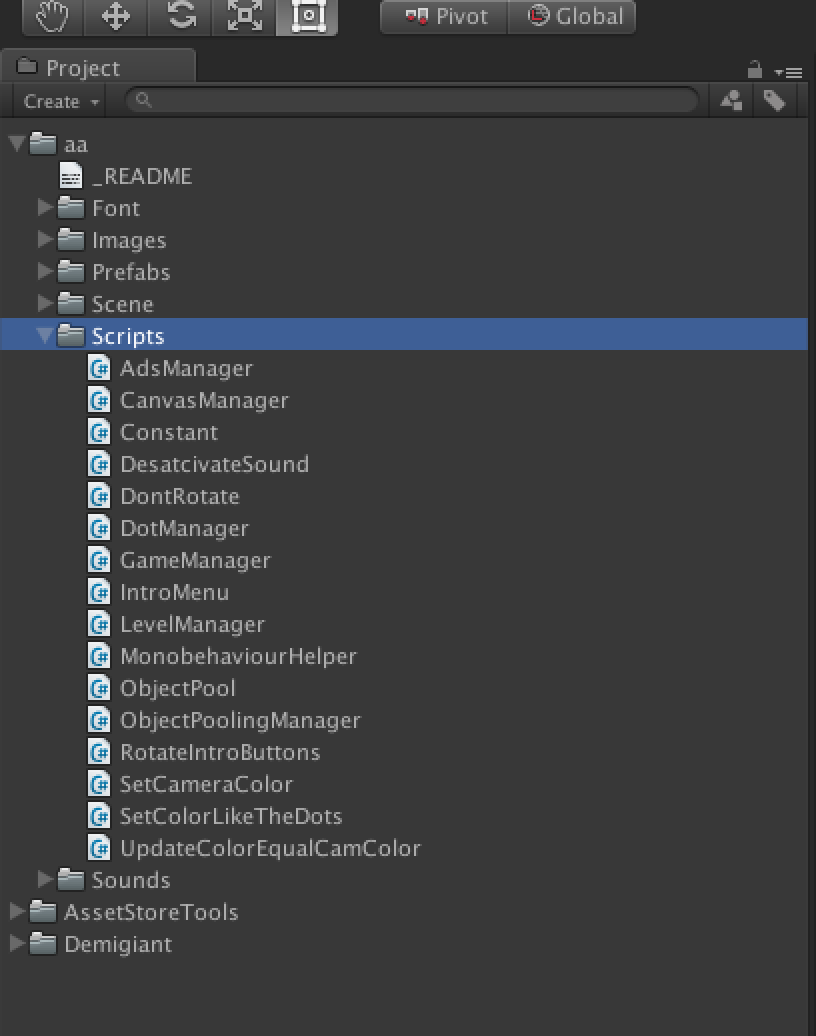 Pivot Global
Project
Create
aa
_README
Font
Images
Prefabs
Scene
Scripts
AdsManager
CanvasManager
Constant
DesatcivateSound
DontRotate
DotManager
GameManager
IntroMenu
LevelManager
MonobehaviourHelper
ObjectPool
ObjectPoolingManager
RotateIntroButtons
SetCameraColor
SetColorLikeTheDots
UpdateColorEqualCamColor
Sounds
AssetStoreTools
Demigiant